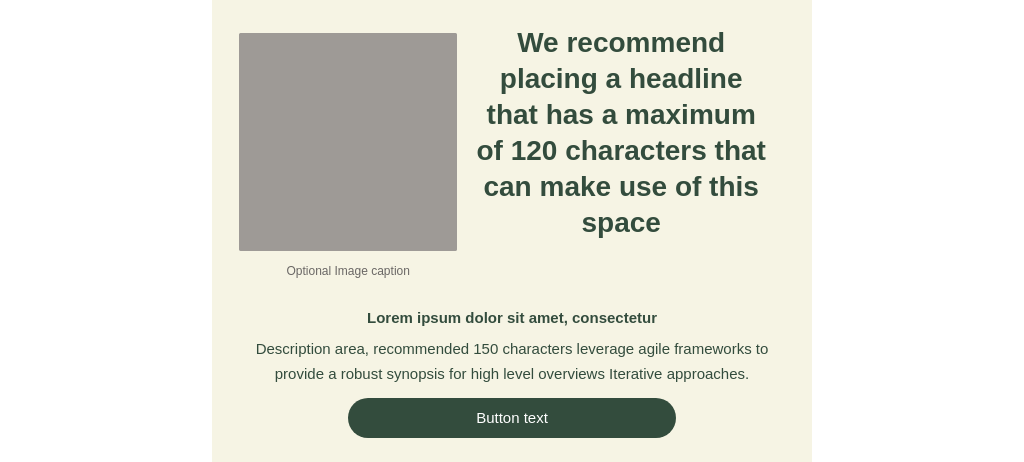 We recommend
placing a headline
that has a maximum
of 120 characters that
can make use of this
space
Optional Image caption
Lorem ipsum dolor sit amet, consectetur
Description area, recommended 150 characters leverage agile frameworks to
provide a robust synopsis for high level overviews Iterative approaches.
Button text